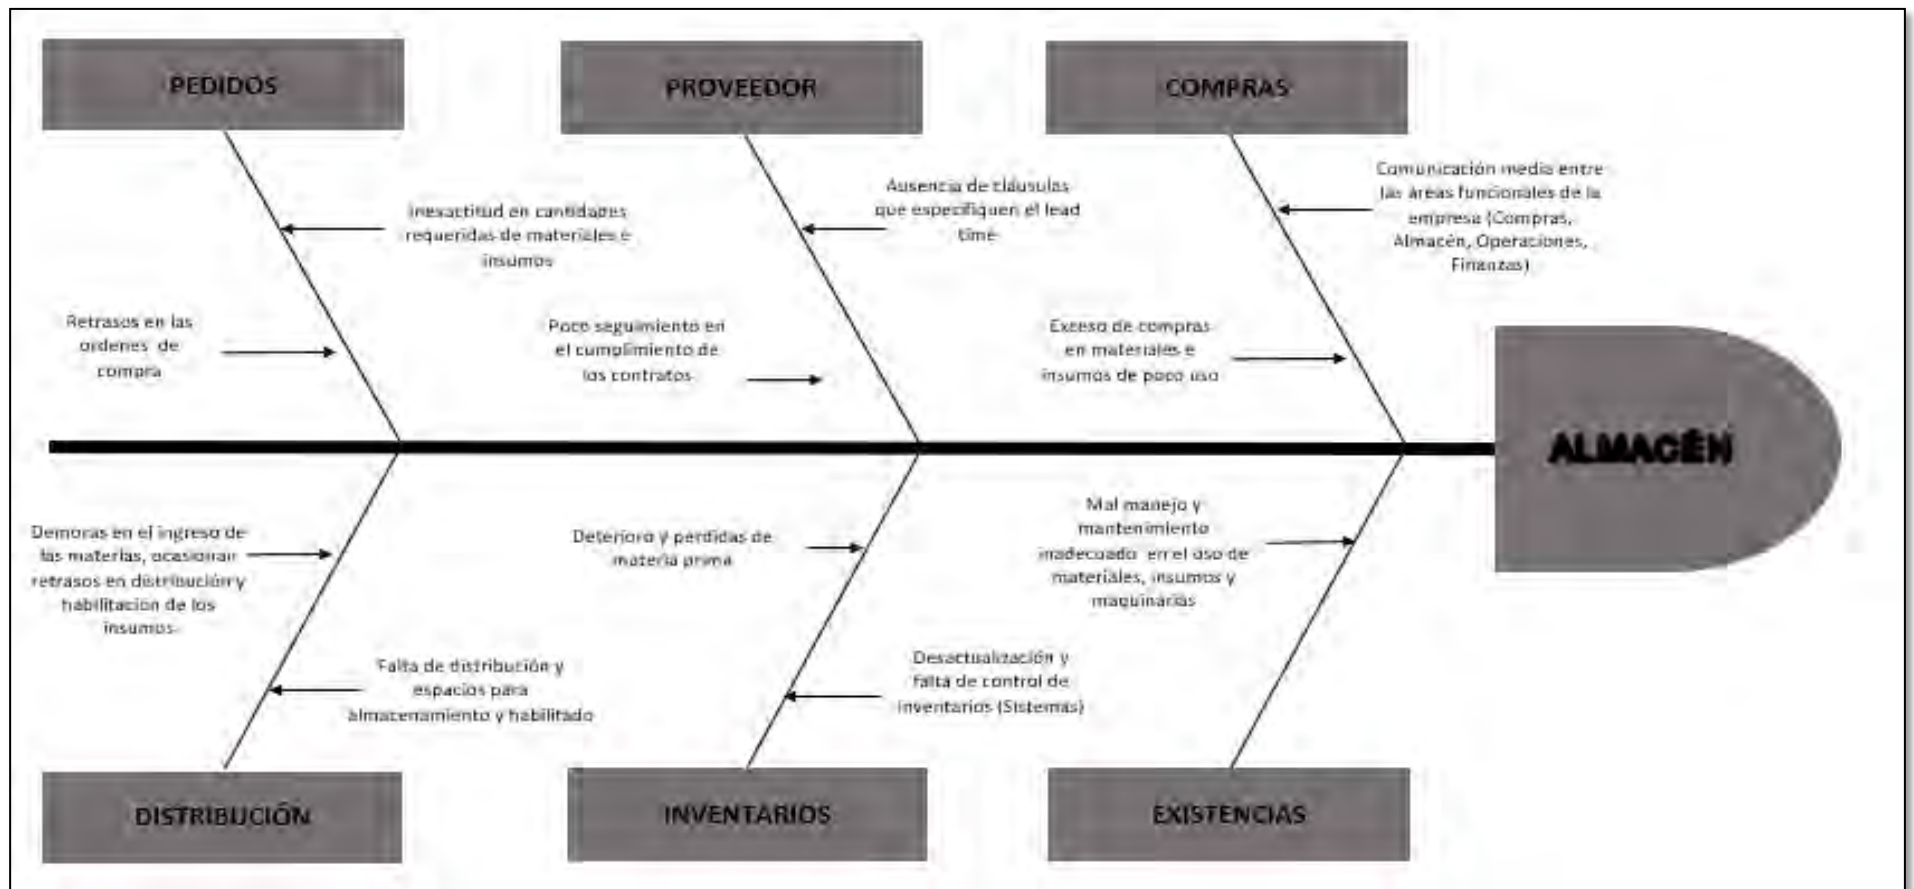 PEDIDOS
PROVEEDOR
COMPRAS
Inexactitud en cantidades
requeridas de materiales e
insumos
Retrasos en las
ordenes de
compra
Ausencia de cláusulas
que especifiquen el lead
time
Poco seguimiento en
el cumplimiento de
los contratos
Comunicación media entre
las áreas funcionales de la
empresa (Compras,
Almacén, Operaciones,
Finanzas)
Exceso de compras
en materiales e
insumos de poco uso
ALMACÉN
Demoras en el ingreso de
las materias, ocasionan
retrasos en distribución y
habilitación de los
insumos
Falta de distribución y
espacios para
almacenamiento y habilitado
Deterioro y perdidas de
materia prima
Desactualización y
falta de control de
inventarios (Sistemas)
Mal manejo y
mantenimiento
inadecuado en el uso de
materiales, insumos y
maquinarias
DISTRIBUCIÓN
INVENTARIOS
EXISTENCIAS